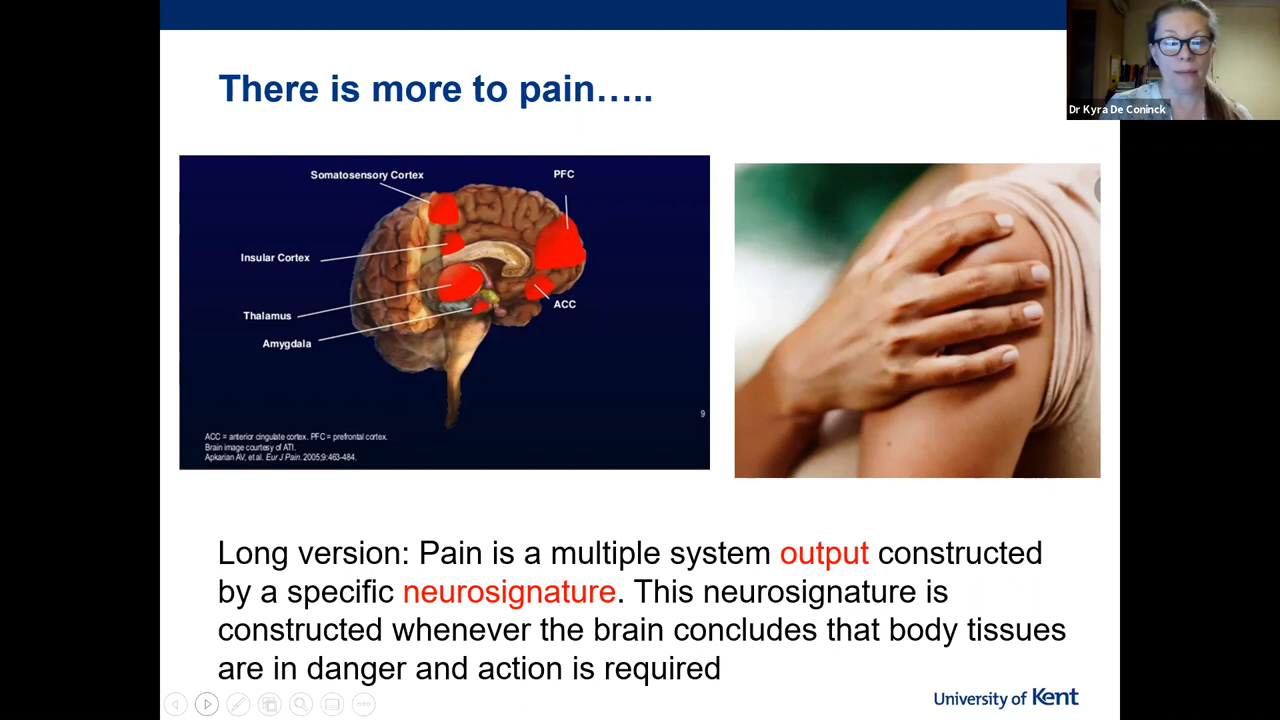 There is more to pain…..
Dr Kyra De Coninck
Somatosensory Cortex
PFC
Insular Cortex
Thalamus
ACC
Amygdala
9
ACC = anterior cingulate cortex. PFC = prefrontal cortex.
Brain image courtesy of ATI.
Apkarian AV, et al. Eur J Pain. 2005;9:463-484.
Long version: Pain is a multiple system output constructed
by a specific neurosignature. This neurosignature is
constructed whenever the brain concludes that body tissues
are in danger and action is required
University of Kent